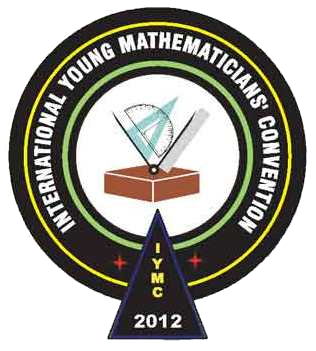 INTERNATIONAL YOUNG MATHEMATICIANS' CONVENTION
IYMC
2012